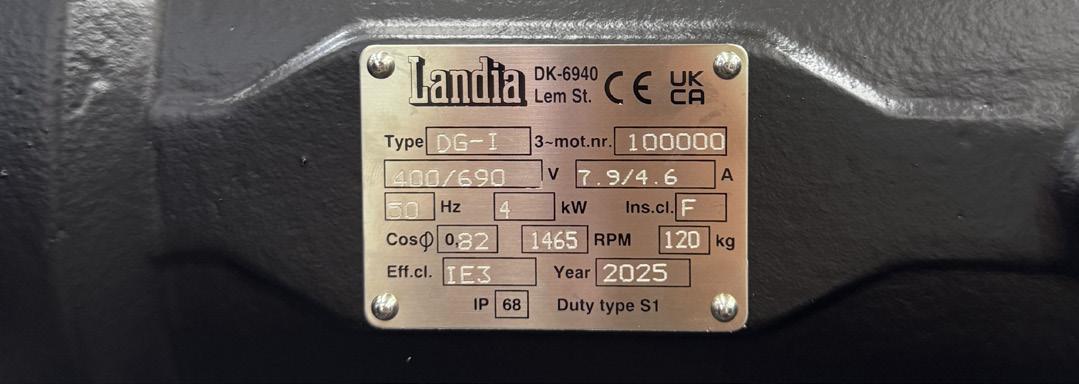 Landia DK-6940 CE UK
Lem St. CA
Type DG-I 3~mot.nr. 100000
400/690 V 7.9/4.6 A
50 Hz 4 kW Ins.cl. F
Cosϕ 0,82 1465 RPM 120 kg
Eff.cl. IE3 Year 2025
IP 68 Duty type S1